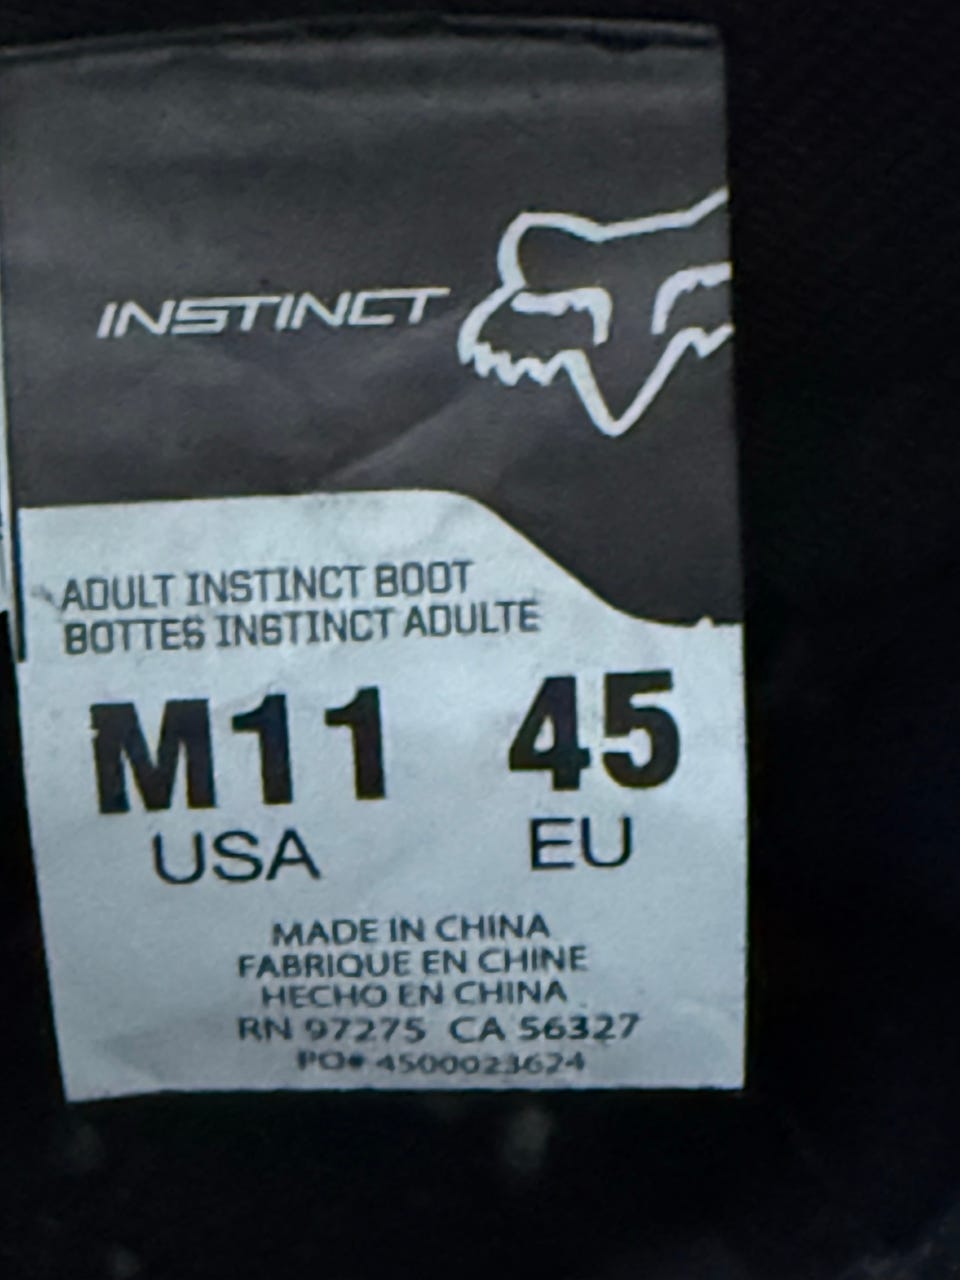 INSTINCT
ADULT INSTINCT BOOT
BOTTES INSTINCT ADULTE
M11 45
USA EU
MADE IN CHINA
FABRIQUE EN CHINE
HECHO EN CHINA
RN 97275 CA 56327
PO# 4500023624